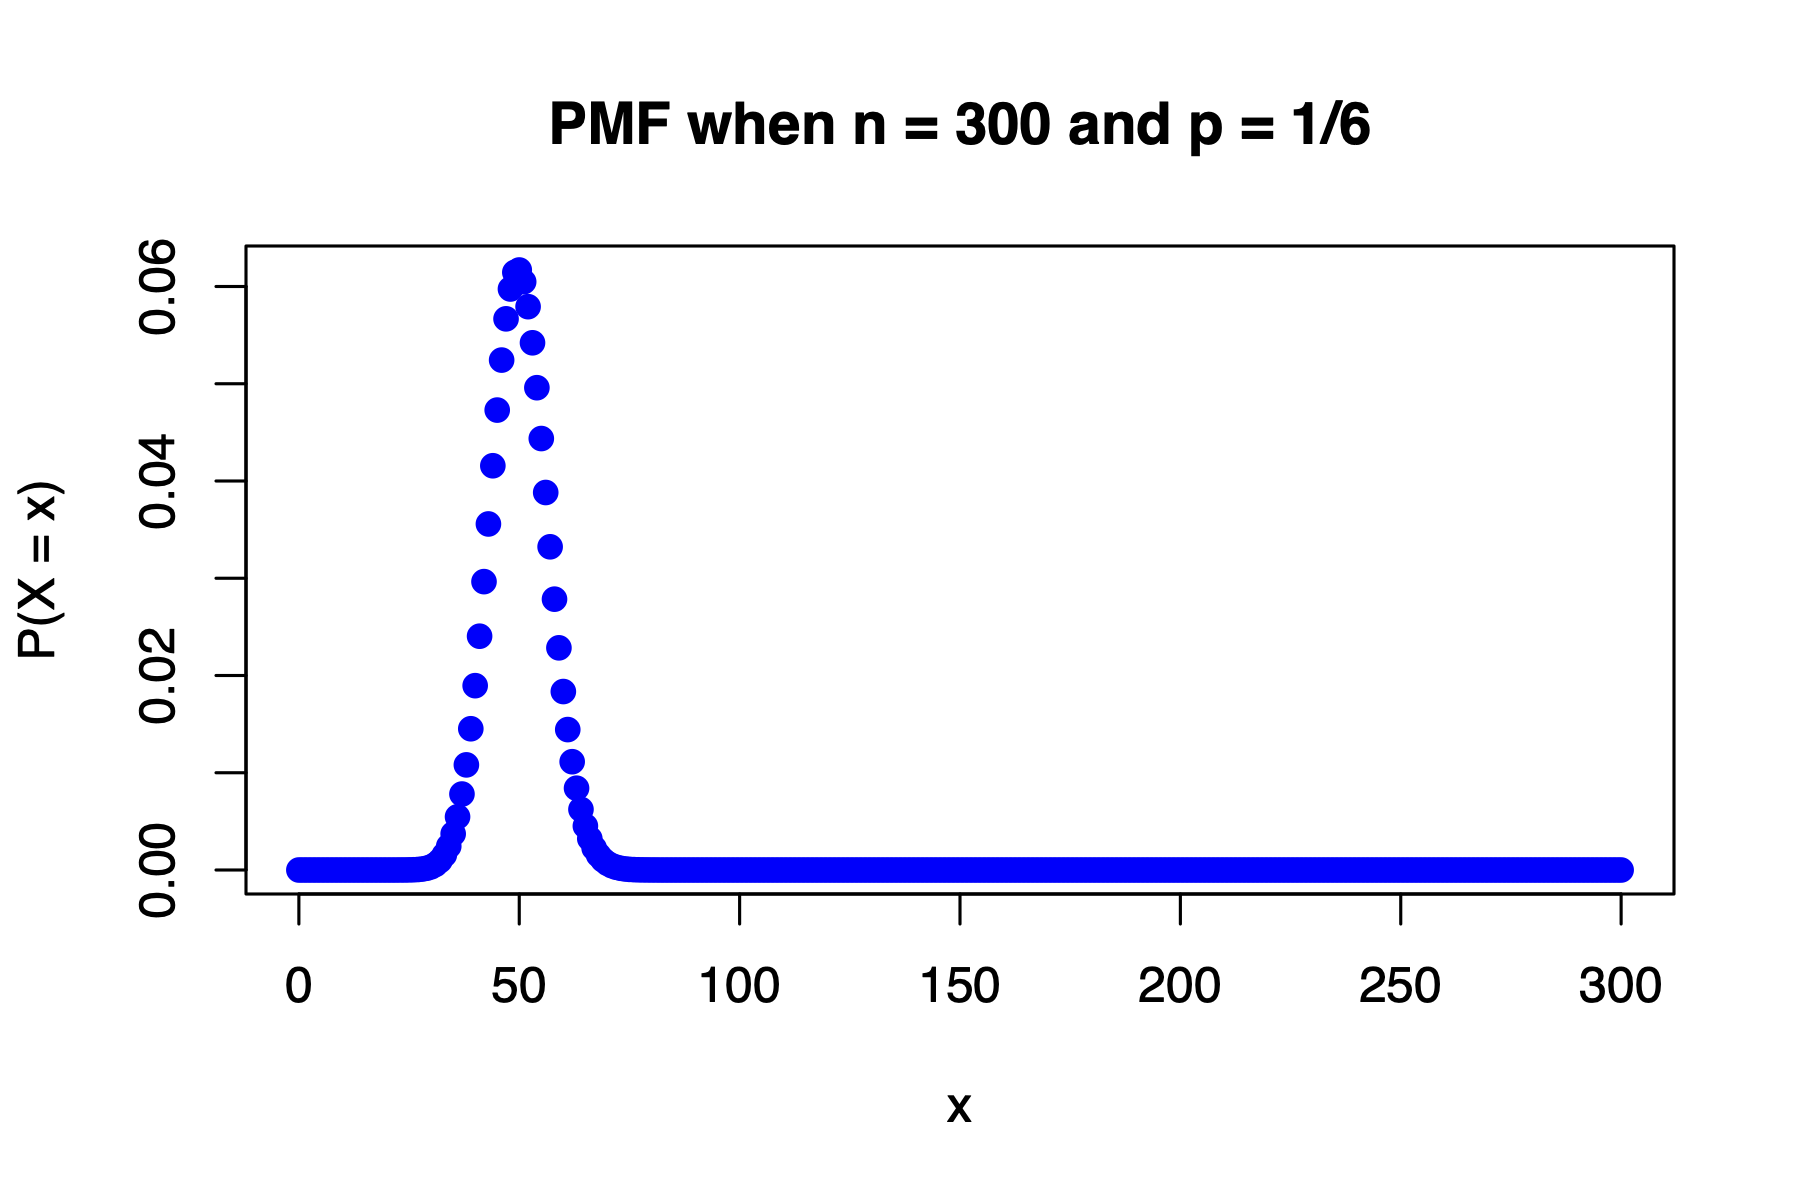 PMF when n = 300 and p = 1/6
P(X = x)
0.06
0.04
0.02
0.00
0 50 100 150 200 250 300
x